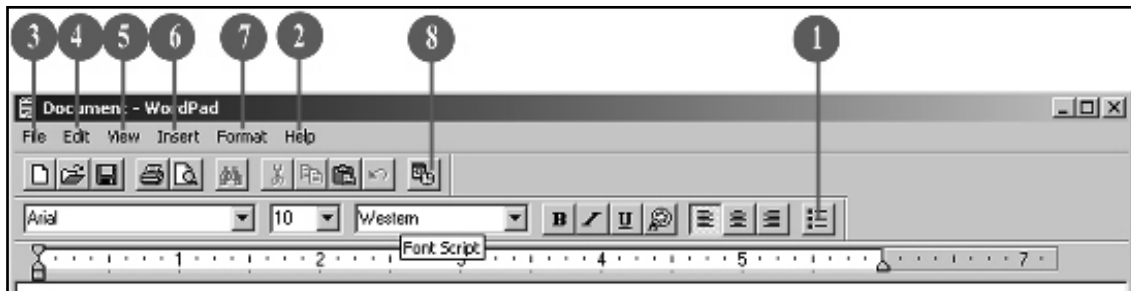 3 4 5 6 7 2 8 1
Document - WordPad
File Edit View Insert Format Help
Arial 10 Western B I U
Font Script
1 2 3 4 5 7